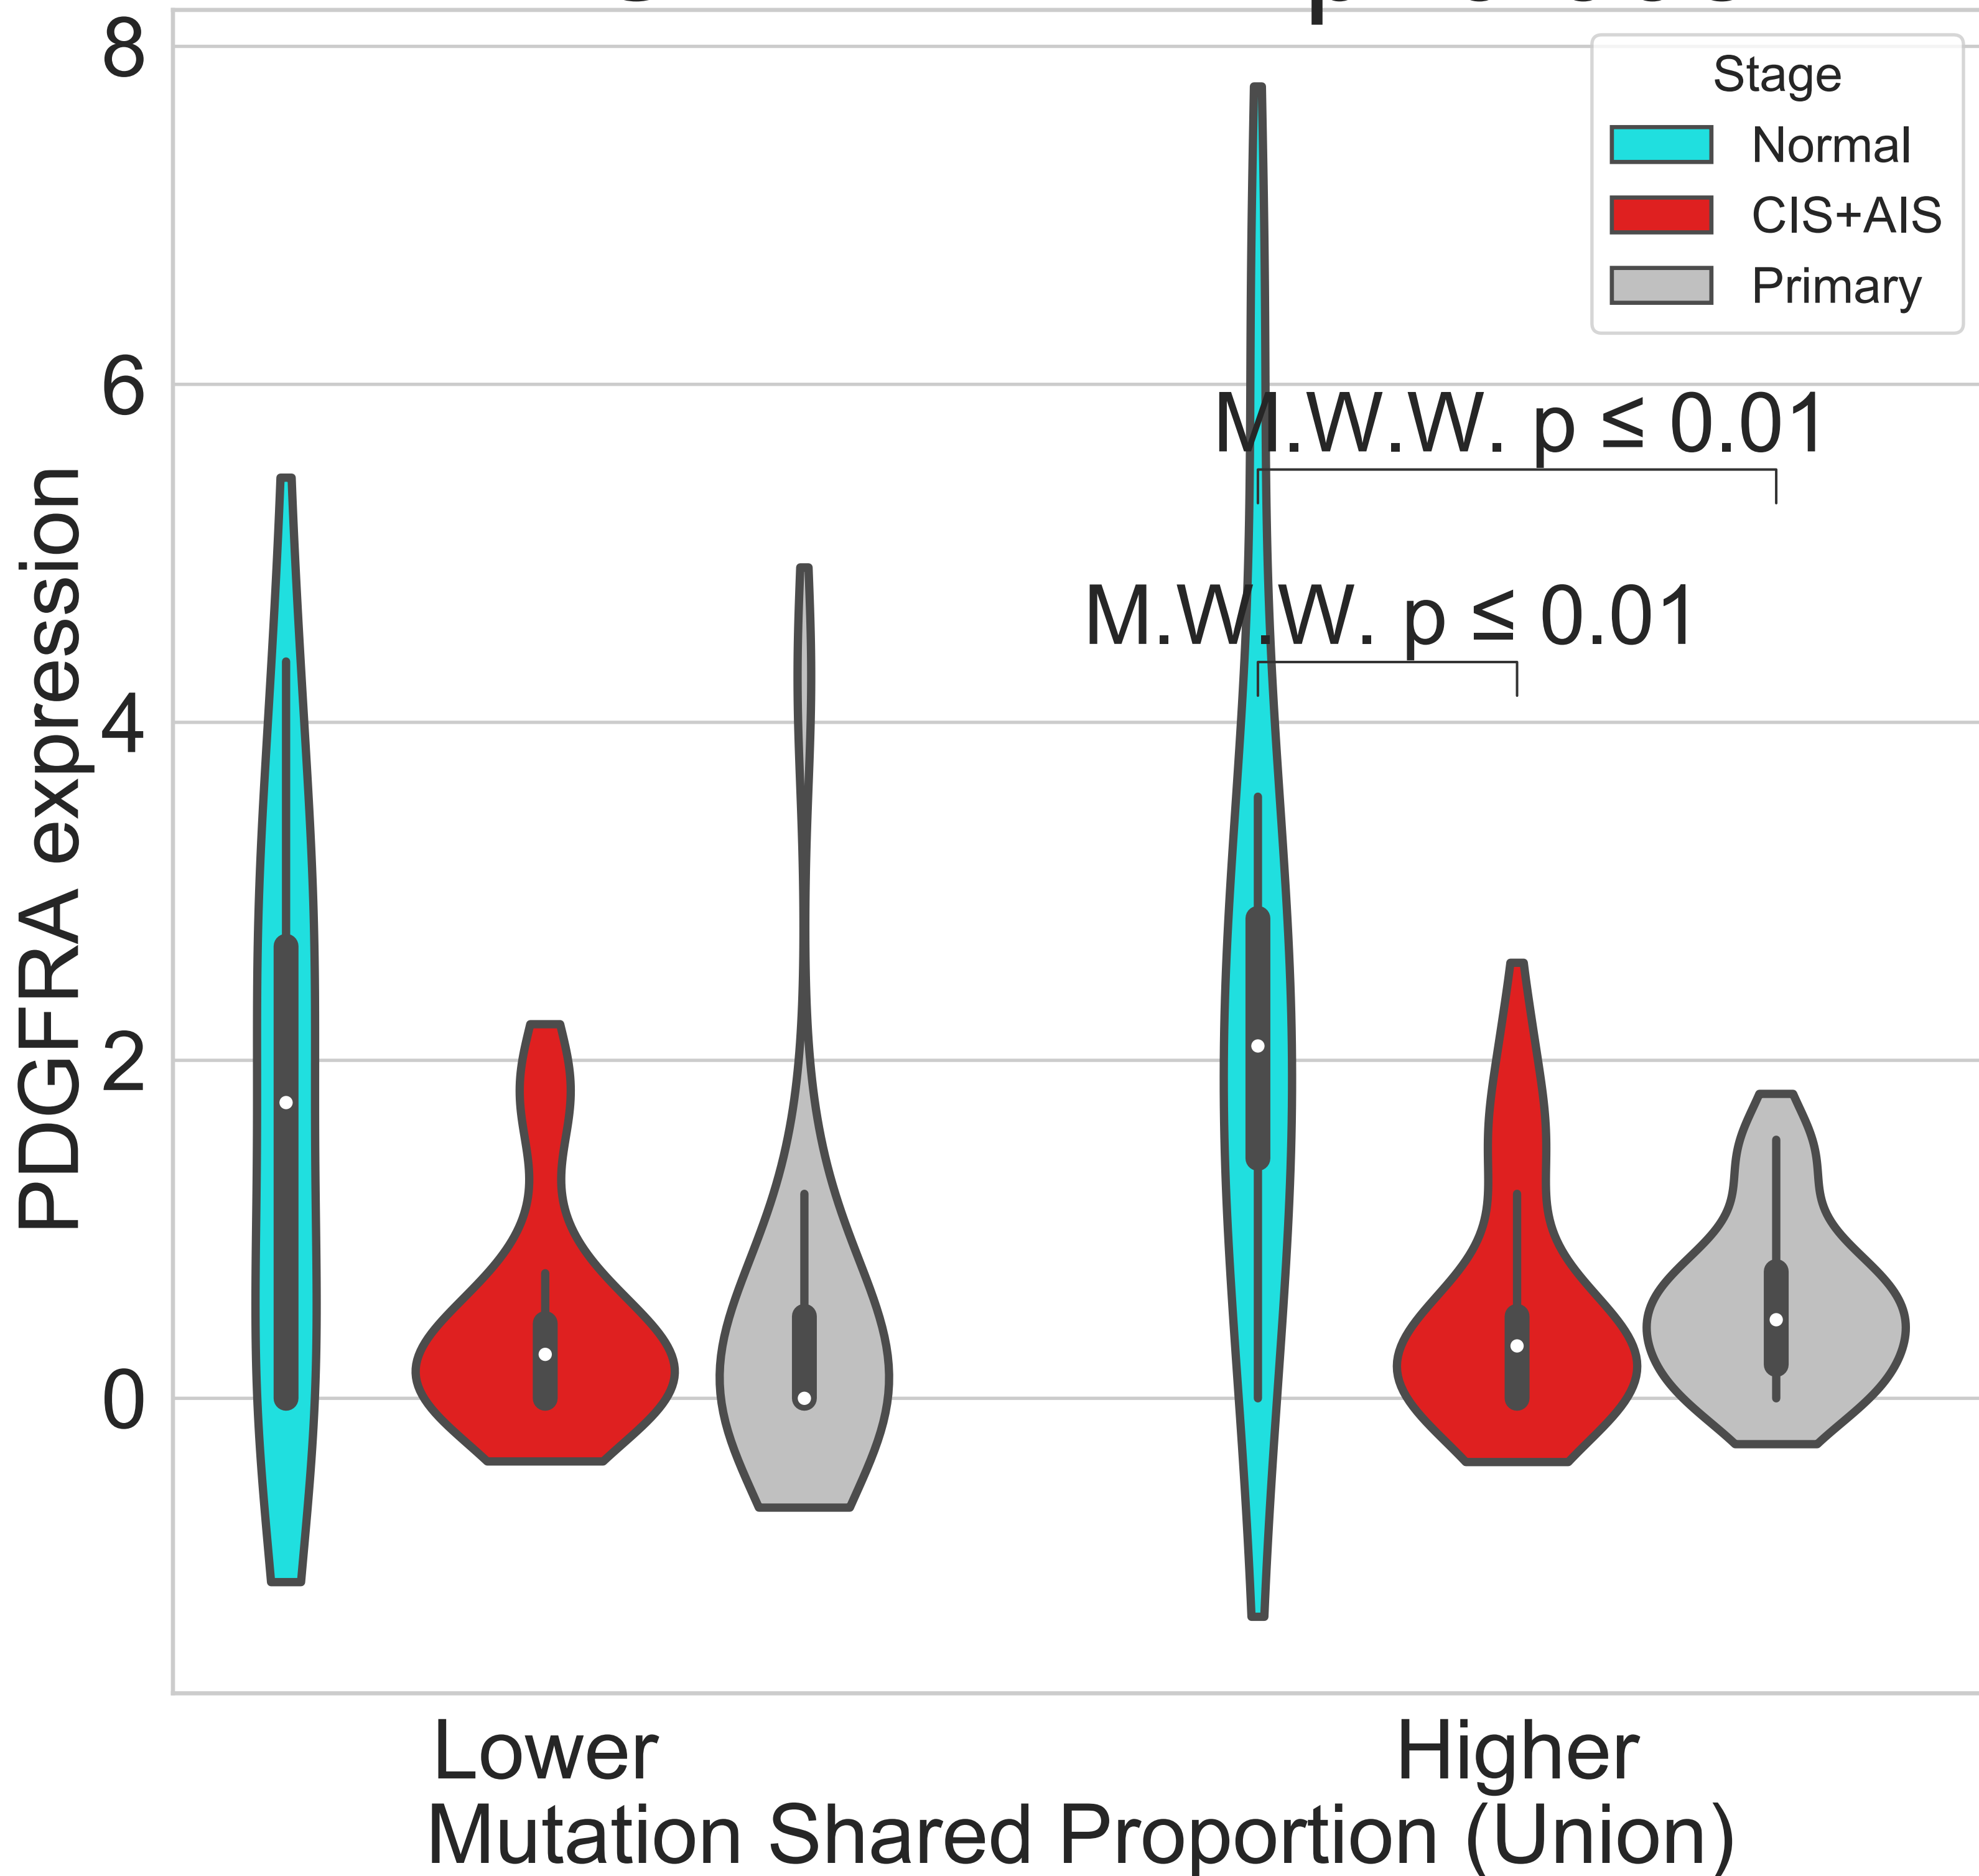 8
6
4
2
0
PDGFRA expression
Stage
Normal
CIS+AIS
Primary
M.W.W. p ≤ 0.01
M.W.W. p ≤ 0.01
Lower
Higher
Mutation Shared Proportion (Union)